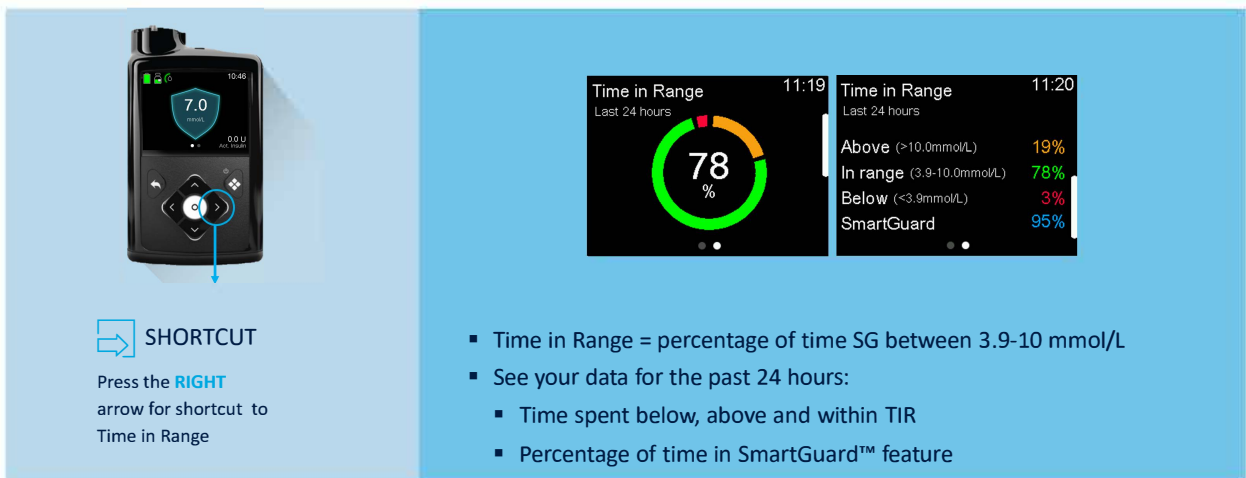 10:46
7.0
mmol/L
0.0 U
Act. Insulin
SHORTCUT
Press the RIGHT
arrow for shortcut to
Time in Range
Time in Range 11:19
Last 24 hours
78
%
Time in Range 11:20
Last 24 hours
Above (>10.0mmol/L) 19%
In range (3.9-10.0mmol/L) 78%
Below (<3.9mmol/L) 3%
SmartGuard 95%
▪ Time in Range = percentage of time SG between 3.9-10 mmol/L
▪ See your data for the past 24 hours:
▪ Time spent below, above and within TIR
▪ Percentage of time in SmartGuard™ feature